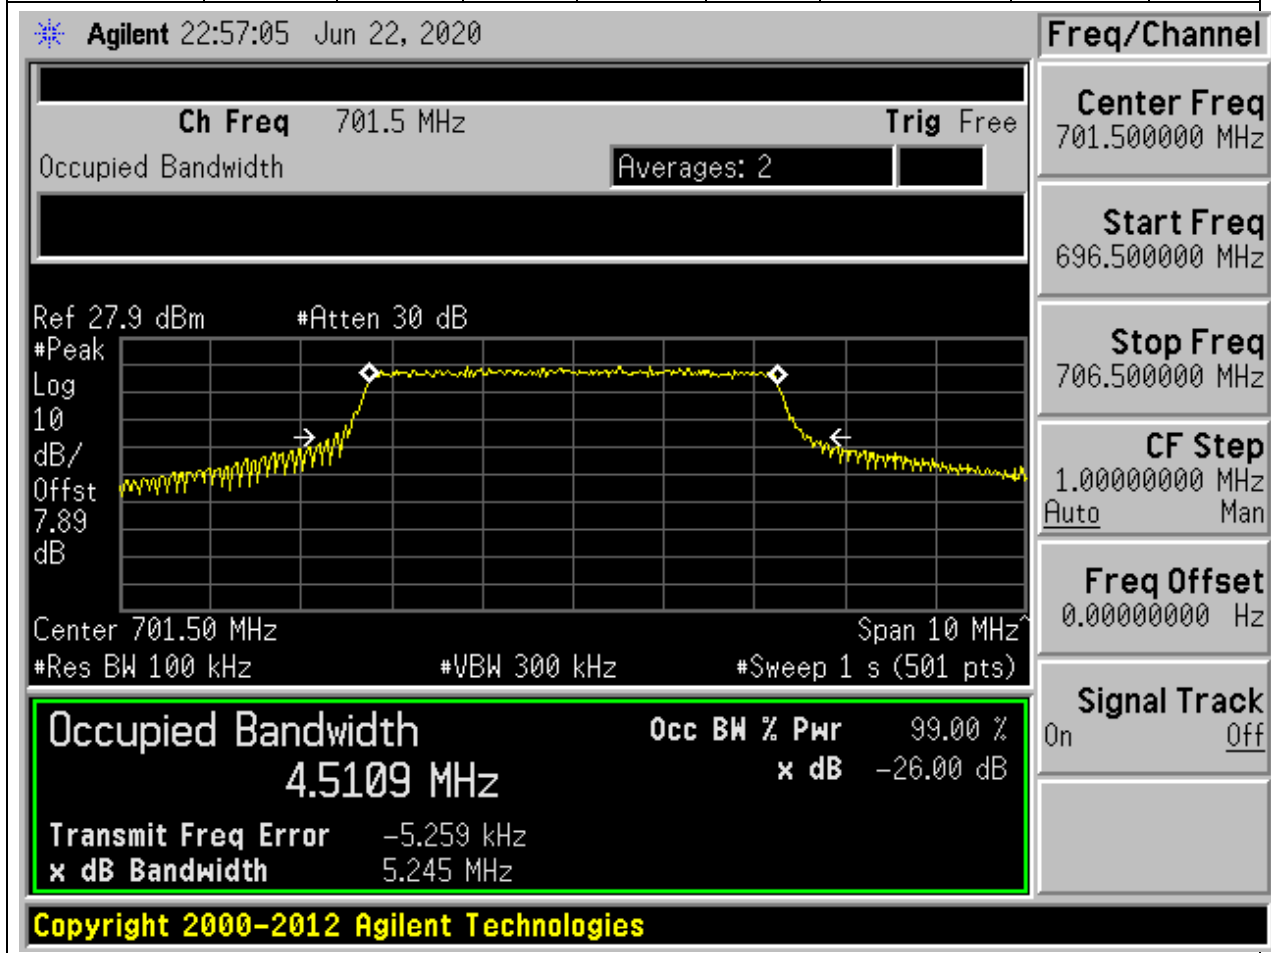 Agilent 22:57:05 Jun 22, 2020
Freq/Channel
Ch Freq 701.5 MHz Trig Free
Occupied Bandwidth Averages: 2
Center Freq
701.500000 MHz
Start Freq
696.500000 MHz
Stop Freq
706.500000 MHz
CF Step
1.00000000 MHz
Auto Man
Freq Offset
0.00000000 Hz
Signal Track
On Off
Ref 27.9 dBm #Atten 30 dB
#Peak
Log
10
dB/
Offst
7.89
dB
Center 701.50 MHz Span 10 MHz^
#Res BW 100 kHz #VBW 300 kHz #Sweep 1 s (501 pts)
Occupied Bandwidth Occ BW % Pwr 99.00 %
4.5109 MHz x dB -26.00 dB
Transmit Freq Error -5.259 kHz
x dB Bandwidth 5.245 MHz
Copyright 2000-2012 Agilent Technologies